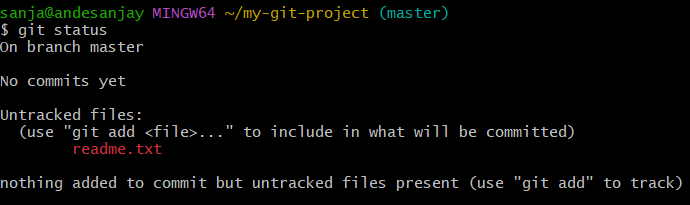 sanja@andesanjay MINGW64 ~/my-git-project (master)
$ git status
On branch master
No commits yet
Untracked files:
  (use "git add <file>..." to include in what will be committed)
        readme.txt
nothing added to commit but untracked files present (use "git add" to track)